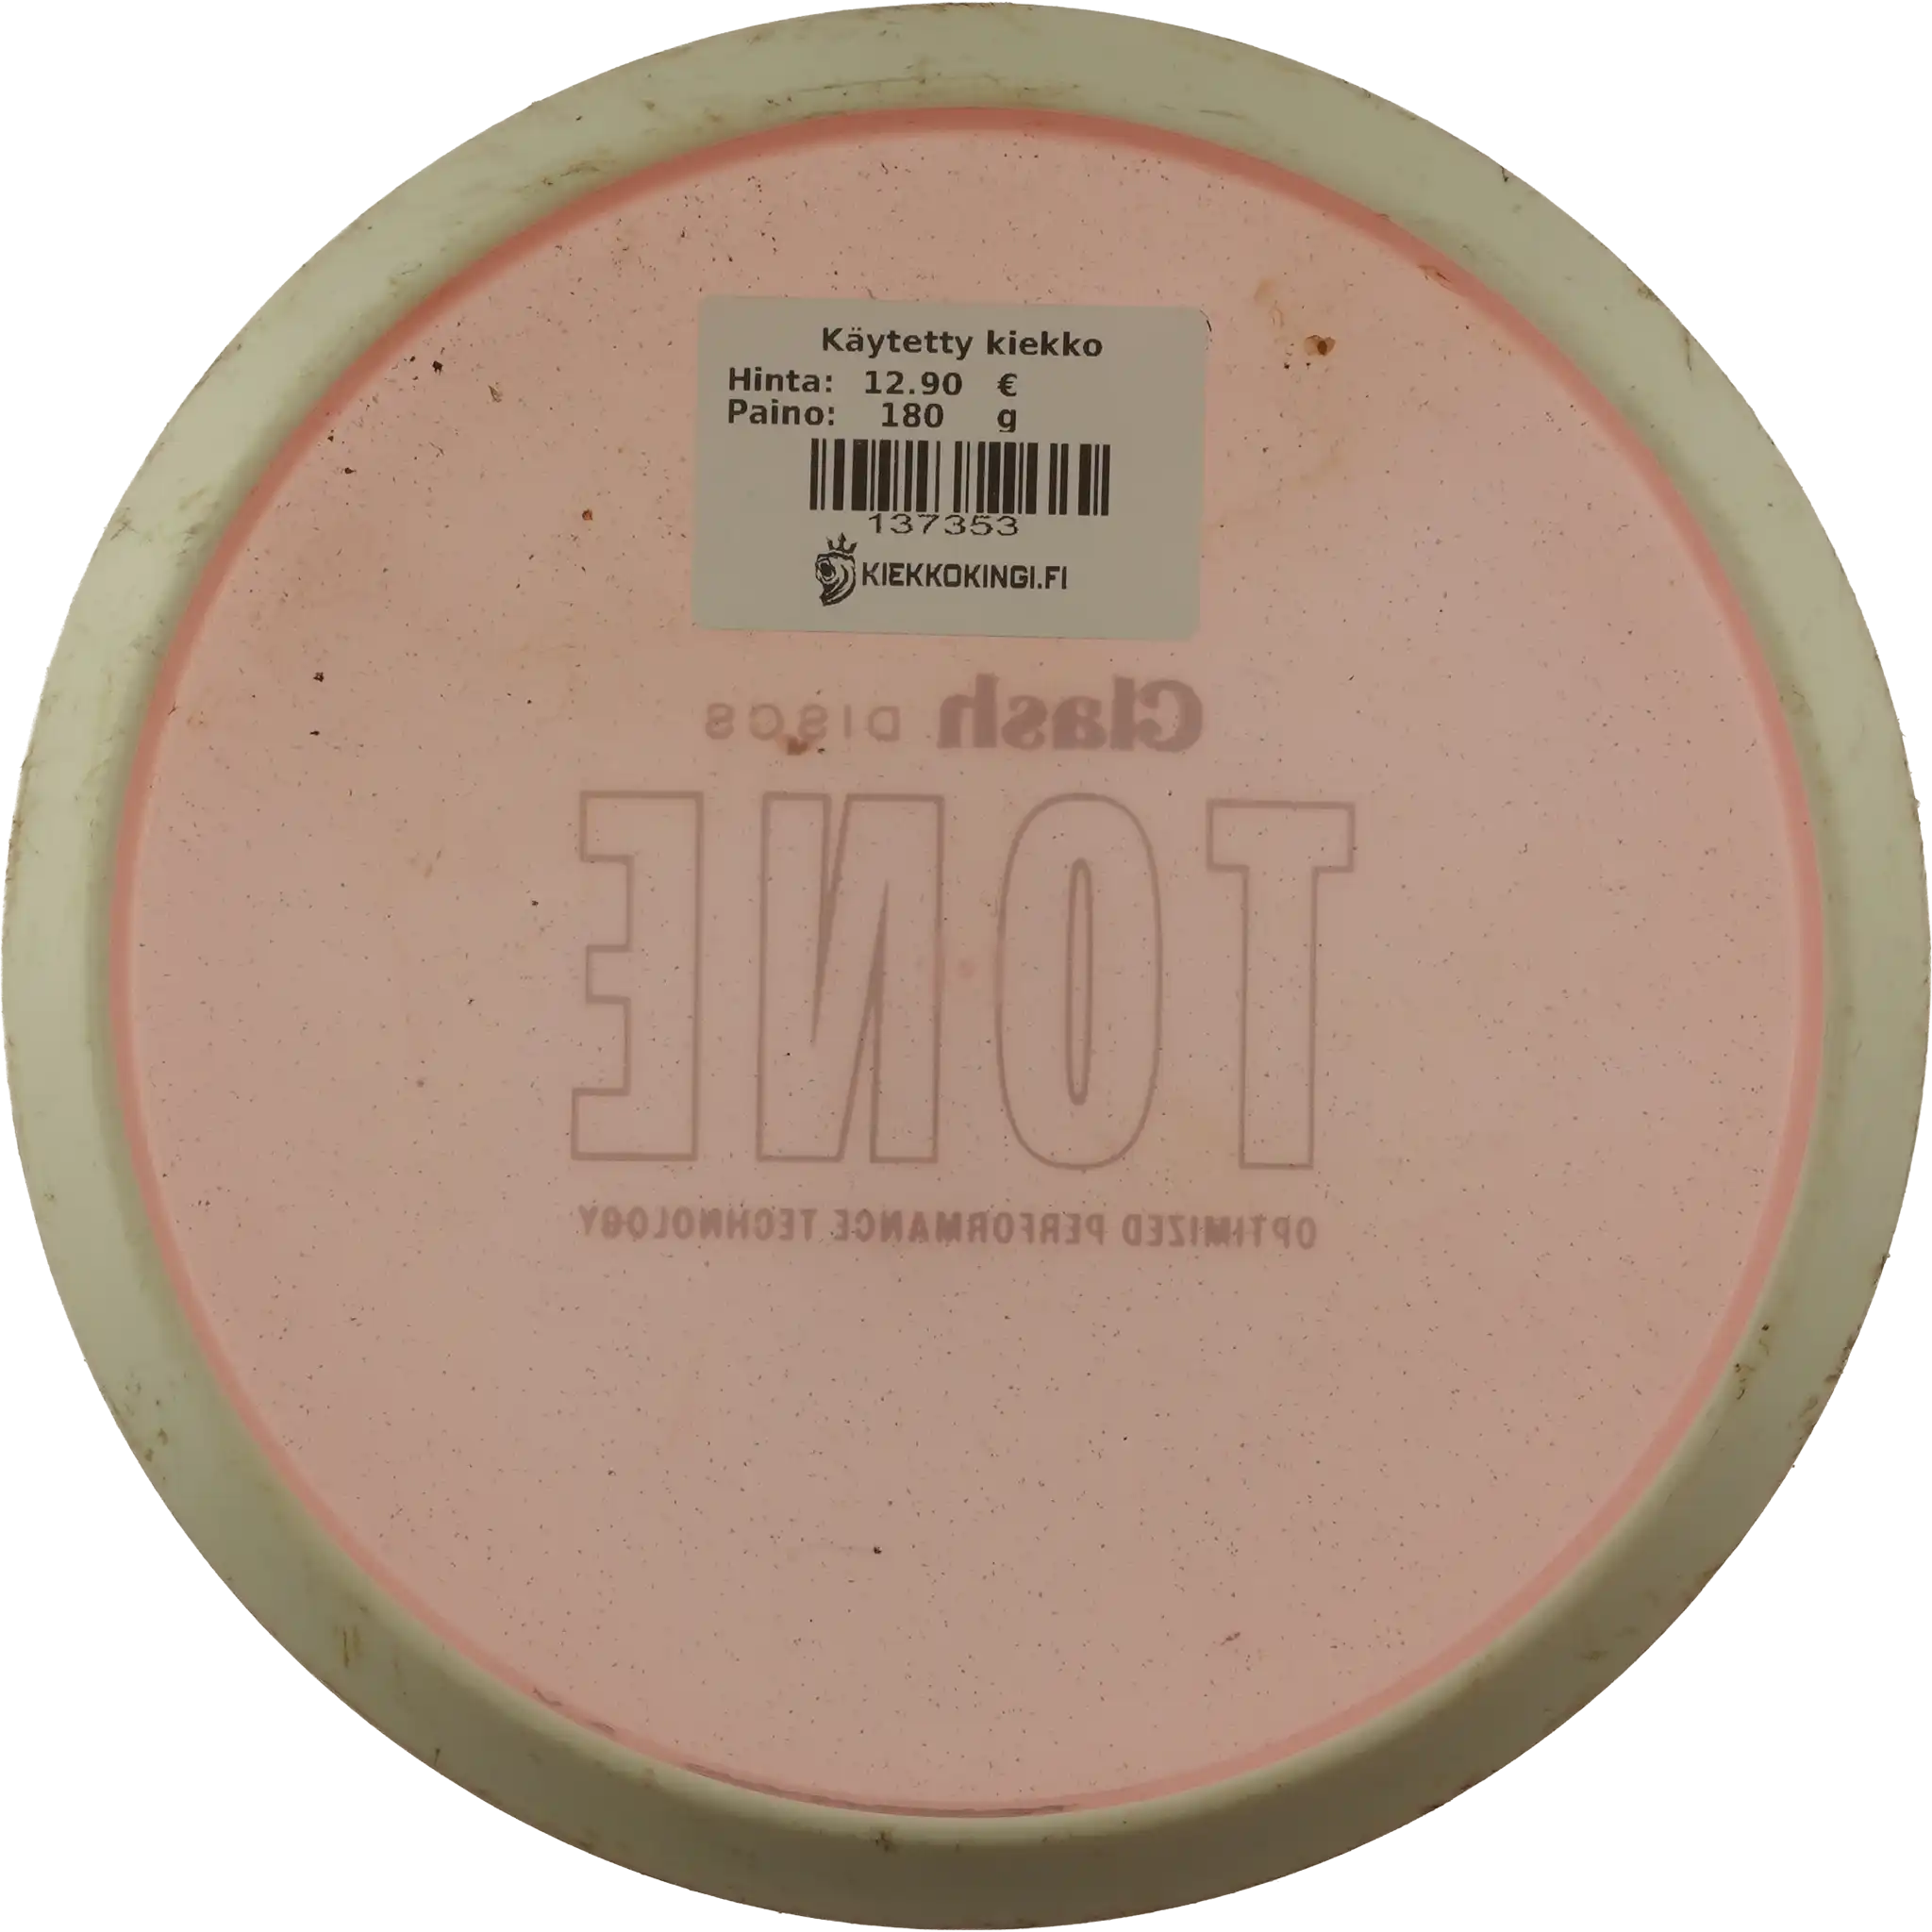 Käytetty kiekko
Hinta: 12.90 €
Paino: 180 g
137353
KIEKKOKINGI.FI
Clash DISCS
TONE
OPTIMIZED PERFORMANCE TECHNOLOGY